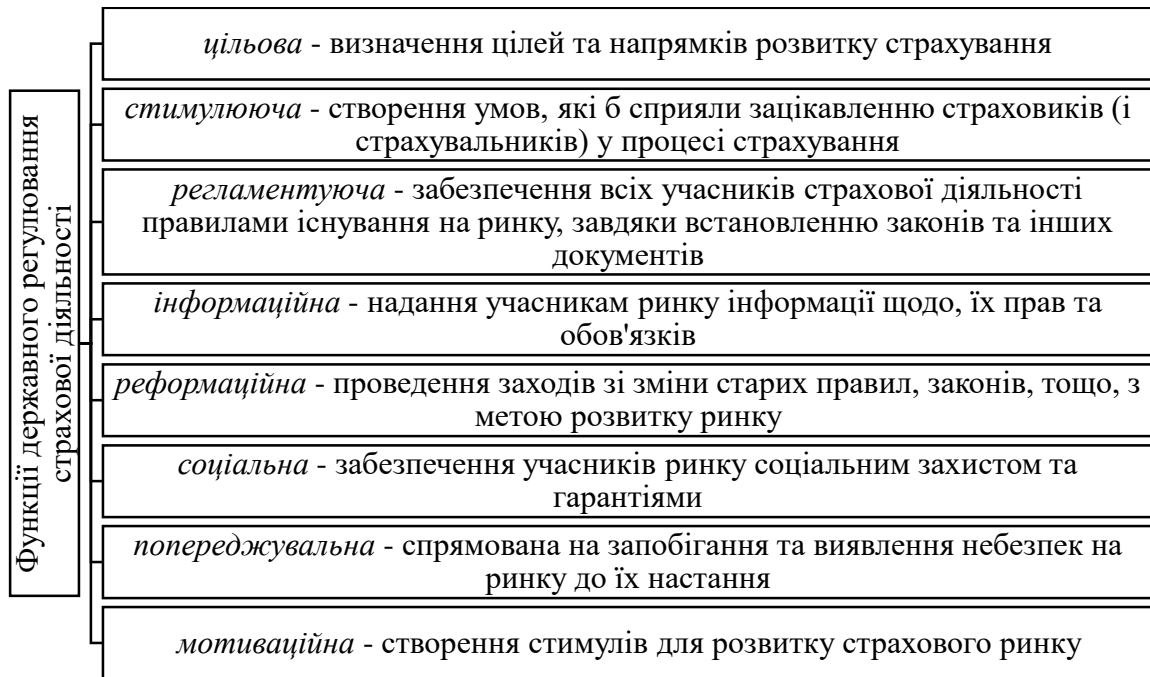 Функції державного регулювання
страхової діяльності
цільова - визначення цілей та напрямків розвитку страхування
стимулююча - створення умов, які б сприяли зацікавленню страховиків (і
страхувальників) у процесі страхування
регламентуюча - забезпечення всіх учасників страхової діяльності
правилами існування на ринку, завдяки встановленню законів та інших
документів
інформаційна - надання учасникам ринку інформації щодо, їх прав та
обов'язків
реформаційна - проведення заходів зі зміни старих правил, законів, тощо, з
метою розвитку ринку
соціальна - забезпечення учасників ринку соціальним захистом та
гарантіями
попереджувальна - спрямована на запобігання та виявлення небезпек на
ринку до їх настання
мотиваційна - створення стимулів для розвитку страхового ринку